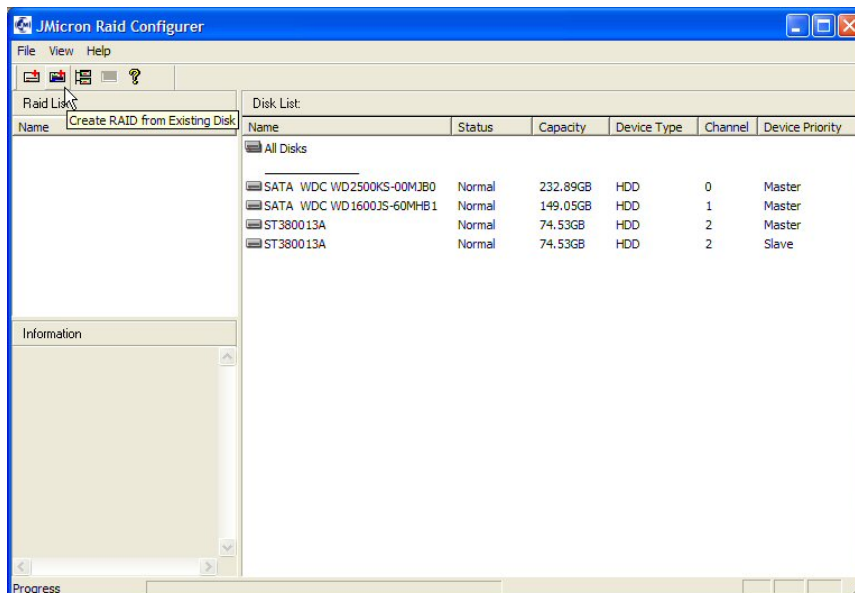 JMicron Raid Configurer
File View Help
Raid List: Disk List:
Create RAID from Existing Disk
Name Name Status Capacity Device Type Channel Device Priority
All Disks
SATA WDC WD2500KS-00MJB0 Normal 232.89GB HDD 0 Master
SATA WDC WD1600JS-60MHB1 Normal 149.05GB HDD 1 Master
ST380013A Normal 74.53GB HDD 2 Master
ST380013A Normal 74.53GB HDD 2 Slave
Information
Progress